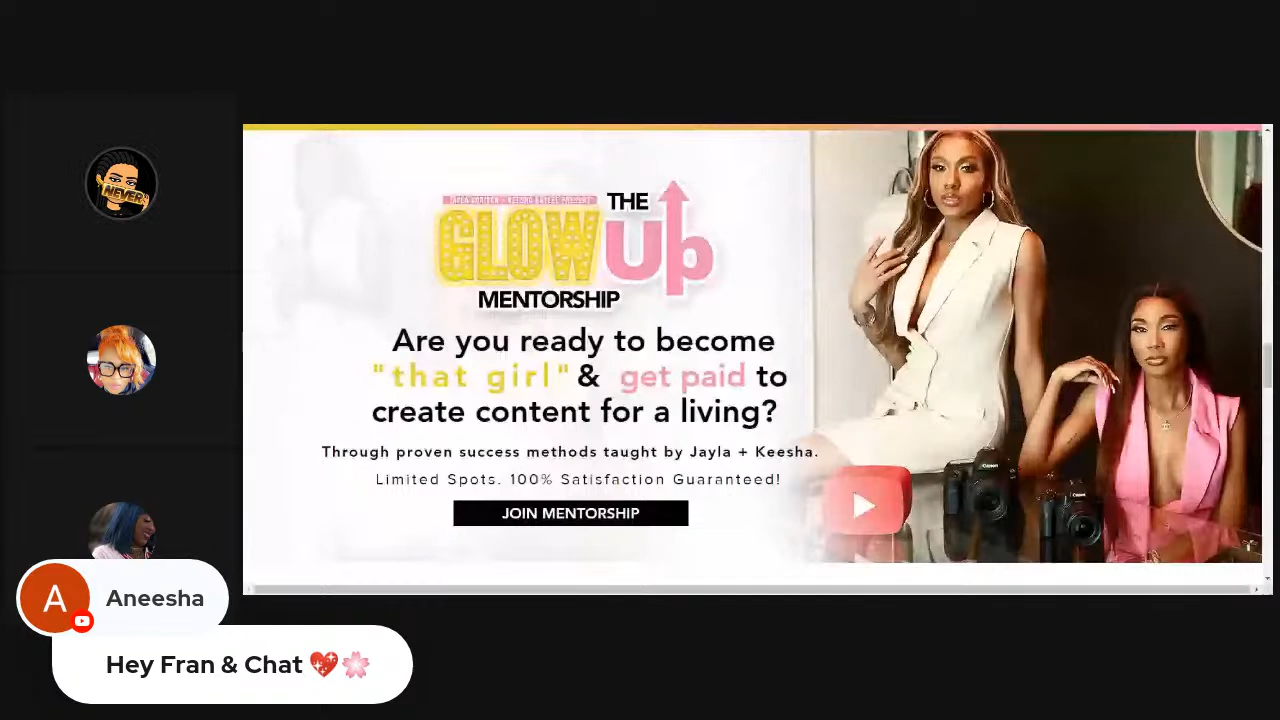 NEVER
THE
GLOW Up
MENTORSHIP
Are you ready to become
"that girl" & get paid to
create content for a living?
Through proven success methods taught by Jayla + Keesha.
Limited Spots. 100% Satisfaction Guaranteed!
JOIN MENTORSHIP
Canon
Canon
A
Aneesha
Hey Fran & Chat 💖🌸